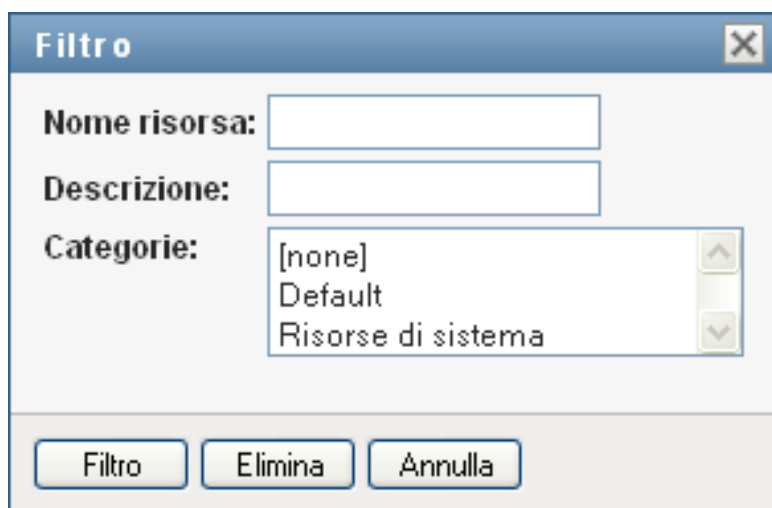 Filtro
Nome risorsa:
Descrizione:
Categorie:
[none]
Default
Risorse di sistema
Filtro
Elimina
Annulla